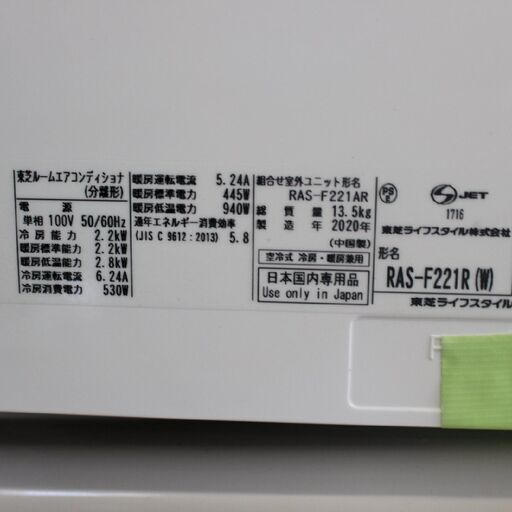 東芝ルームエアコンディショナ
(分離形)
電源
単相 100V 50/60Hz
冷房能力 2.2kW
暖房標準能力 2.2kW
暖房低温能力 2.8kW
冷房運転電流 6.24A
冷房消費電力 530W
暖房運転電流 5.24A
暖房標準電力 445W
暖房低温電力 940W
通年エネルギー消費効率
(JIS C 9612:2013) 5.8
組合せ室外ユニット形名
RAS-F221AR
総質量 13.5kg
製造年 2020年
(中国製)
空冷式 冷房・暖房兼用
日本国内専用品
Use only in Japan
PS
E
S JET
1716
東芝ライフスタイル株式会社
形名
RAS-F221R(W)
東芝ライフスタイル
F